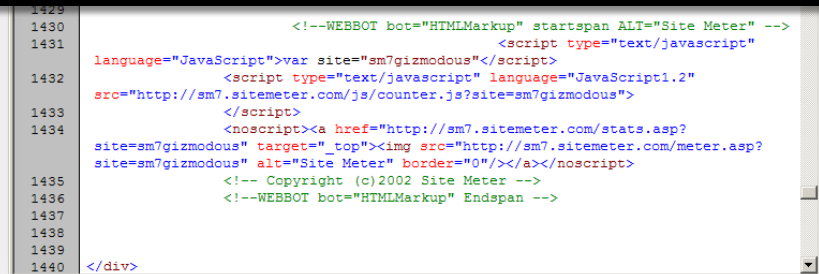 1429
1430 <!--WEBBOT bot="HTMLMarkup" startspan ALT="Site Meter" -->
1431 <script type="text/javascript"
language="JavaScript">var site="sm7gizmodous"</script>
1432 <script type="text/javascript" language="JavaScript1.2"
src="http://sm7.sitemeter.com/js/counter.js?site=sm7gizmodous">
1433 </script>
1434 <noscript><a href="http://sm7.sitemeter.com/stats.asp?
site=sm7gizmodous" target="_top"><img src="http://sm7.sitemeter.com/meter.asp?
site=sm7gizmodous" alt="Site Meter" border="0"/></a></noscript>
1435 <!-- Copyright (c)2002 Site Meter -->
1436 <!--WEBBOT bot="HTMLMarkup" Endspan -->
1437
1438
1439
1440 </div>